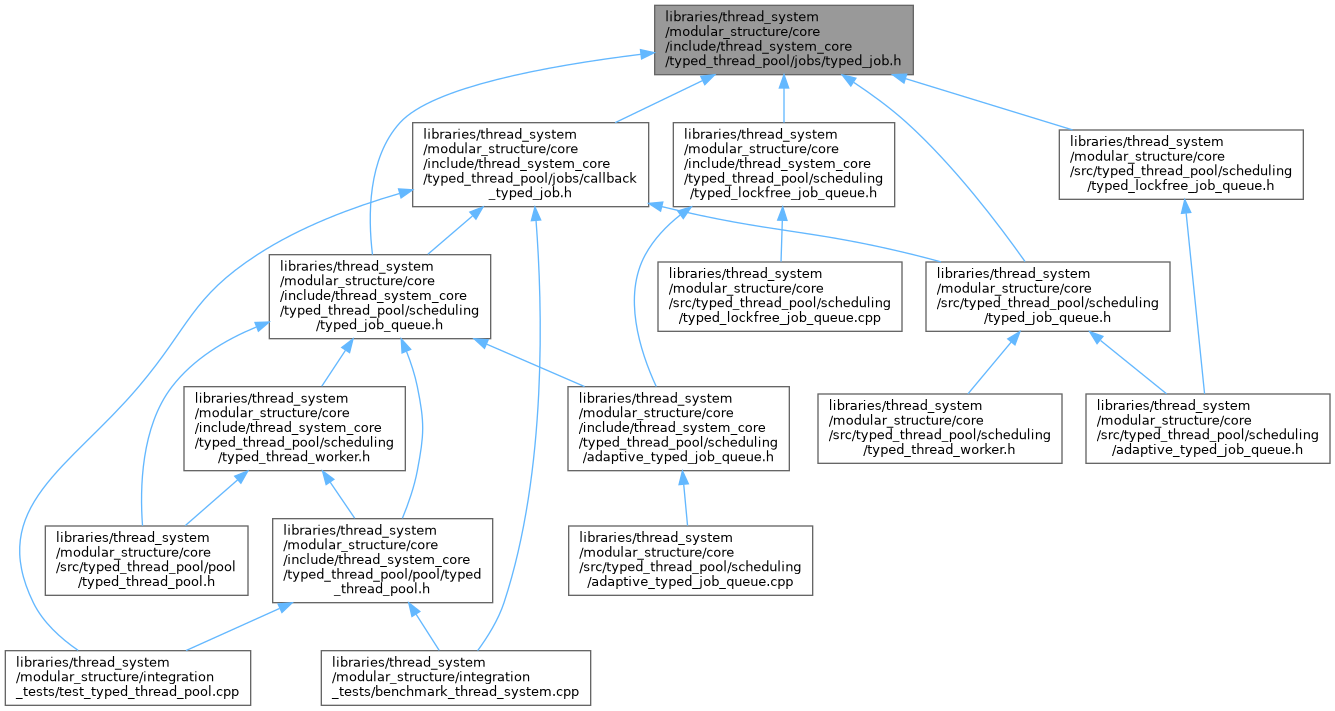 libraries/thread_system
/modular_structure/core
/include/thread_system_core
/typed_thread_pool/jobs/typed_job.h
libraries/thread_system
/modular_structure/core
/include/thread_system_core
/typed_thread_pool/jobs/callback
_typed_job.h
libraries/thread_system
/modular_structure/core
/include/thread_system_core
/typed_thread_pool/scheduling
/typed_lockfree_job_queue.h
libraries/thread_system
/modular_structure/core
/src/typed_thread_pool/scheduling
/typed_lockfree_job_queue.h
libraries/thread_system
/modular_structure/core
/include/thread_system_core
/typed_thread_pool/scheduling
/typed_job_queue.h
libraries/thread_system
/modular_structure/core
/src/typed_thread_pool/scheduling
/typed_lockfree_job_queue.cpp
libraries/thread_system
/modular_structure/core
/src/typed_thread_pool/scheduling
/typed_job_queue.h
libraries/thread_system
/modular_structure/core
/include/thread_system_core
/typed_thread_pool/scheduling
/typed_thread_worker.h
libraries/thread_system
/modular_structure/core
/include/thread_system_core
/typed_thread_pool/scheduling
/adaptive_typed_job_queue.h
libraries/thread_system
/modular_structure/core
/src/typed_thread_pool/scheduling
/typed_thread_worker.h
libraries/thread_system
/modular_structure/core
/src/typed_thread_pool/scheduling
/adaptive_typed_job_queue.h
libraries/thread_system
/modular_structure/core
/src/typed_thread_pool/pool
/typed_thread_pool.h
libraries/thread_system
/modular_structure/core
/include/thread_system_core
/typed_thread_pool/pool/typed
_thread_pool.h
libraries/thread_system
/modular_structure/core
/src/typed_thread_pool/scheduling
/adaptive_typed_job_queue.cpp
libraries/thread_system
/modular_structure/integration
_tests/test_typed_thread_pool.cpp
libraries/thread_system
/modular_structure/integration
_tests/benchmark_thread_system.cpp